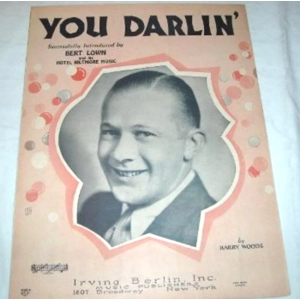 YOU DARLIN'
Successfully Introduced by
BERT LOWN
and his
HOTEL BILTMORE MUSIC
by
HARRY WOODS
Irving Berlin, Inc.
MUSIC PUBLISHERS
1607 Broadway New York